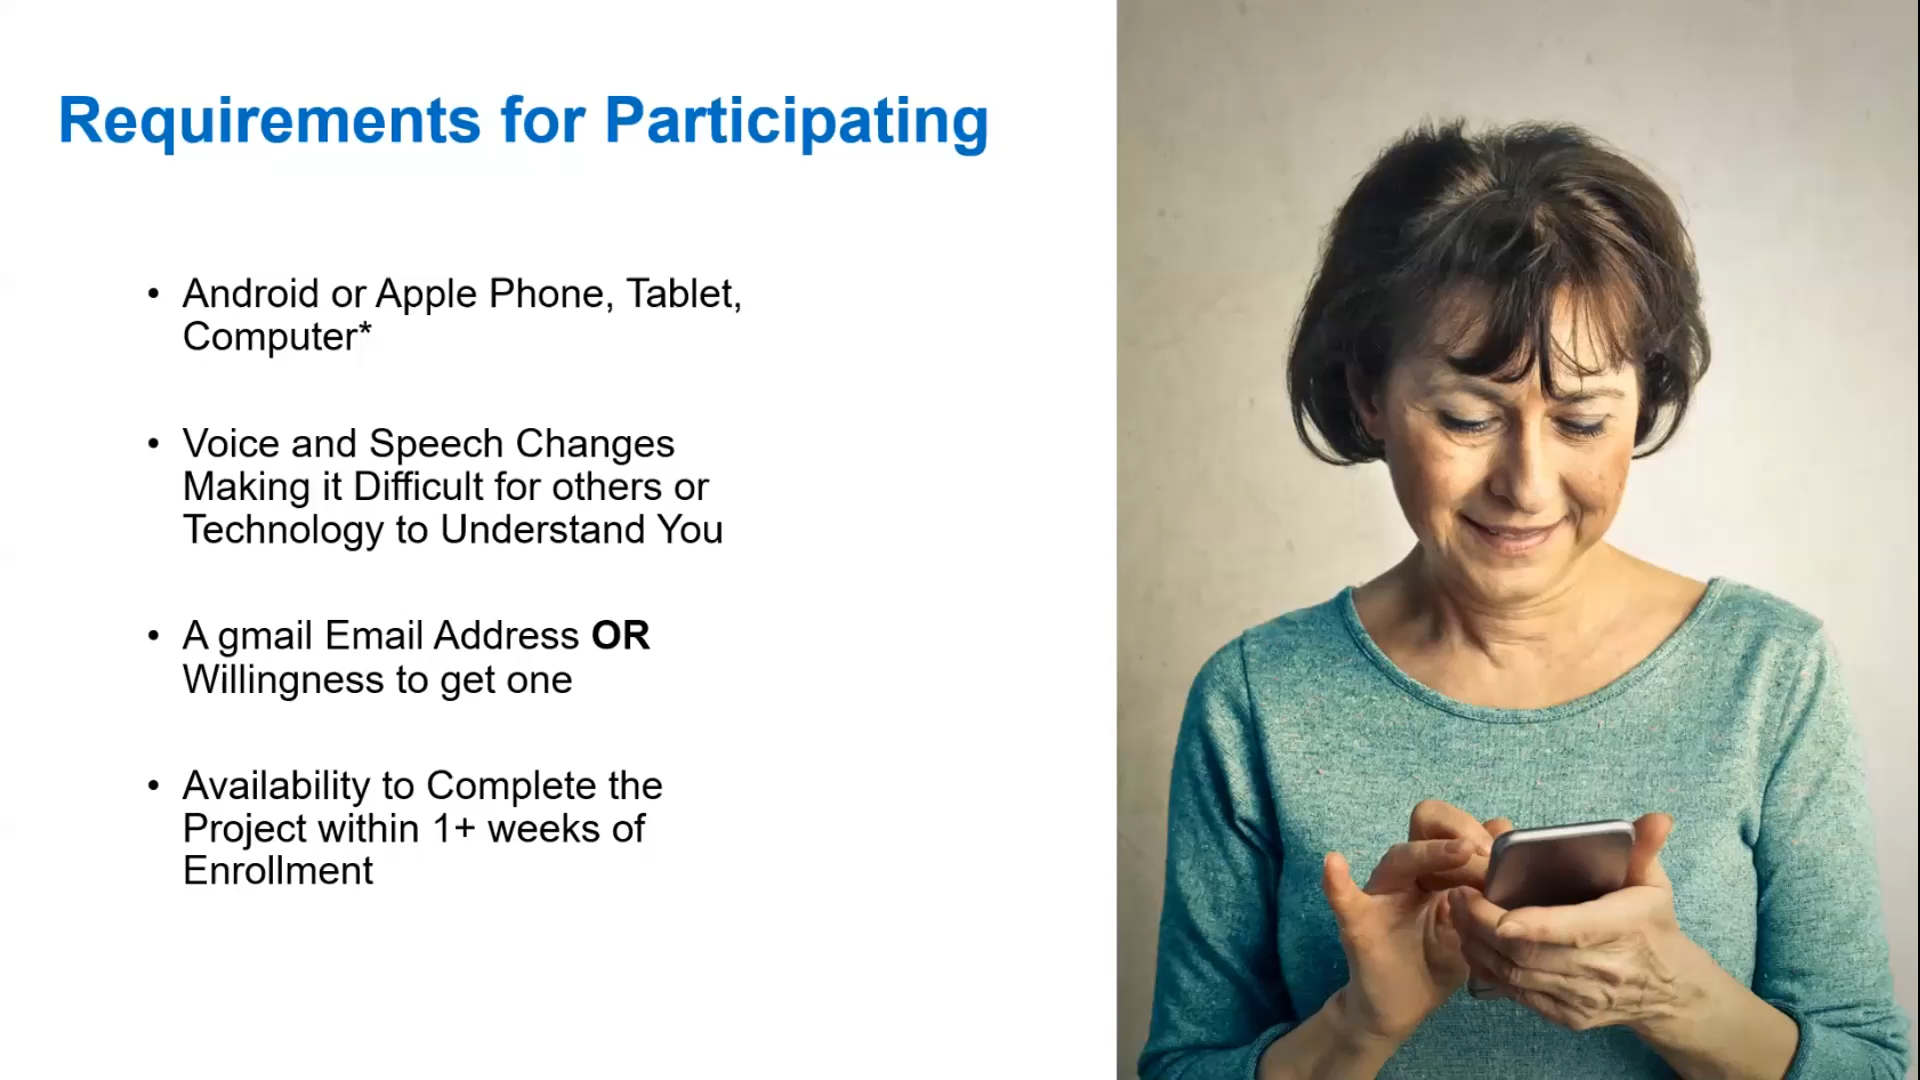 Requirements for Participating
• Android or Apple Phone, Tablet,
Computer*
• Voice and Speech Changes
Making it Difficult for others or
Technology to Understand You
• A gmail Email Address OR
Willingness to get one
• Availability to Complete the
Project within 1+ weeks of
Enrollment